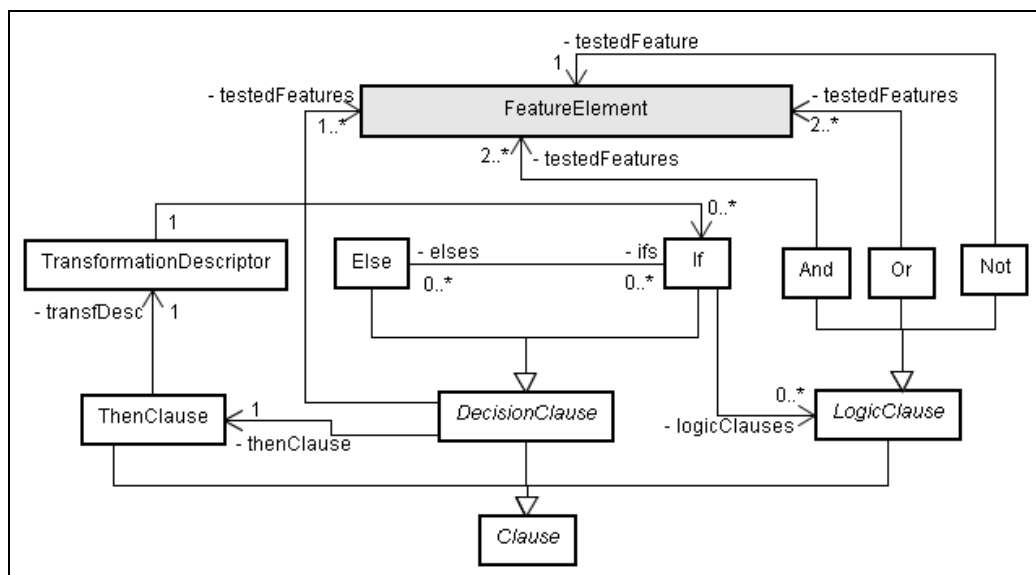 - testedFeature
1
- testedFeatures
FeatureElement
- testedFeatures
1..*
2..*
2..*
- testedFeatures
1
0..*
TransformationDescriptor
Else
- elses
- ifs
If
And
Or
Not
0..*
0..*
- transfDesc
1
ThenClause
1
- thenClause
DecisionClause
0..*
- logicClauses
LogicClause
Clause